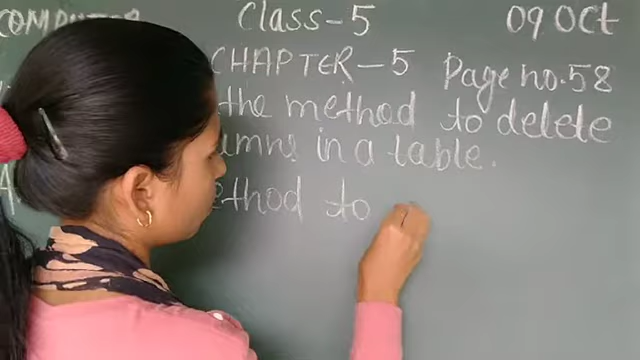 COMPUTER Class-5 09 Oct
CHAPTER-5 Page no.58
the method to delete
in a table.
method to